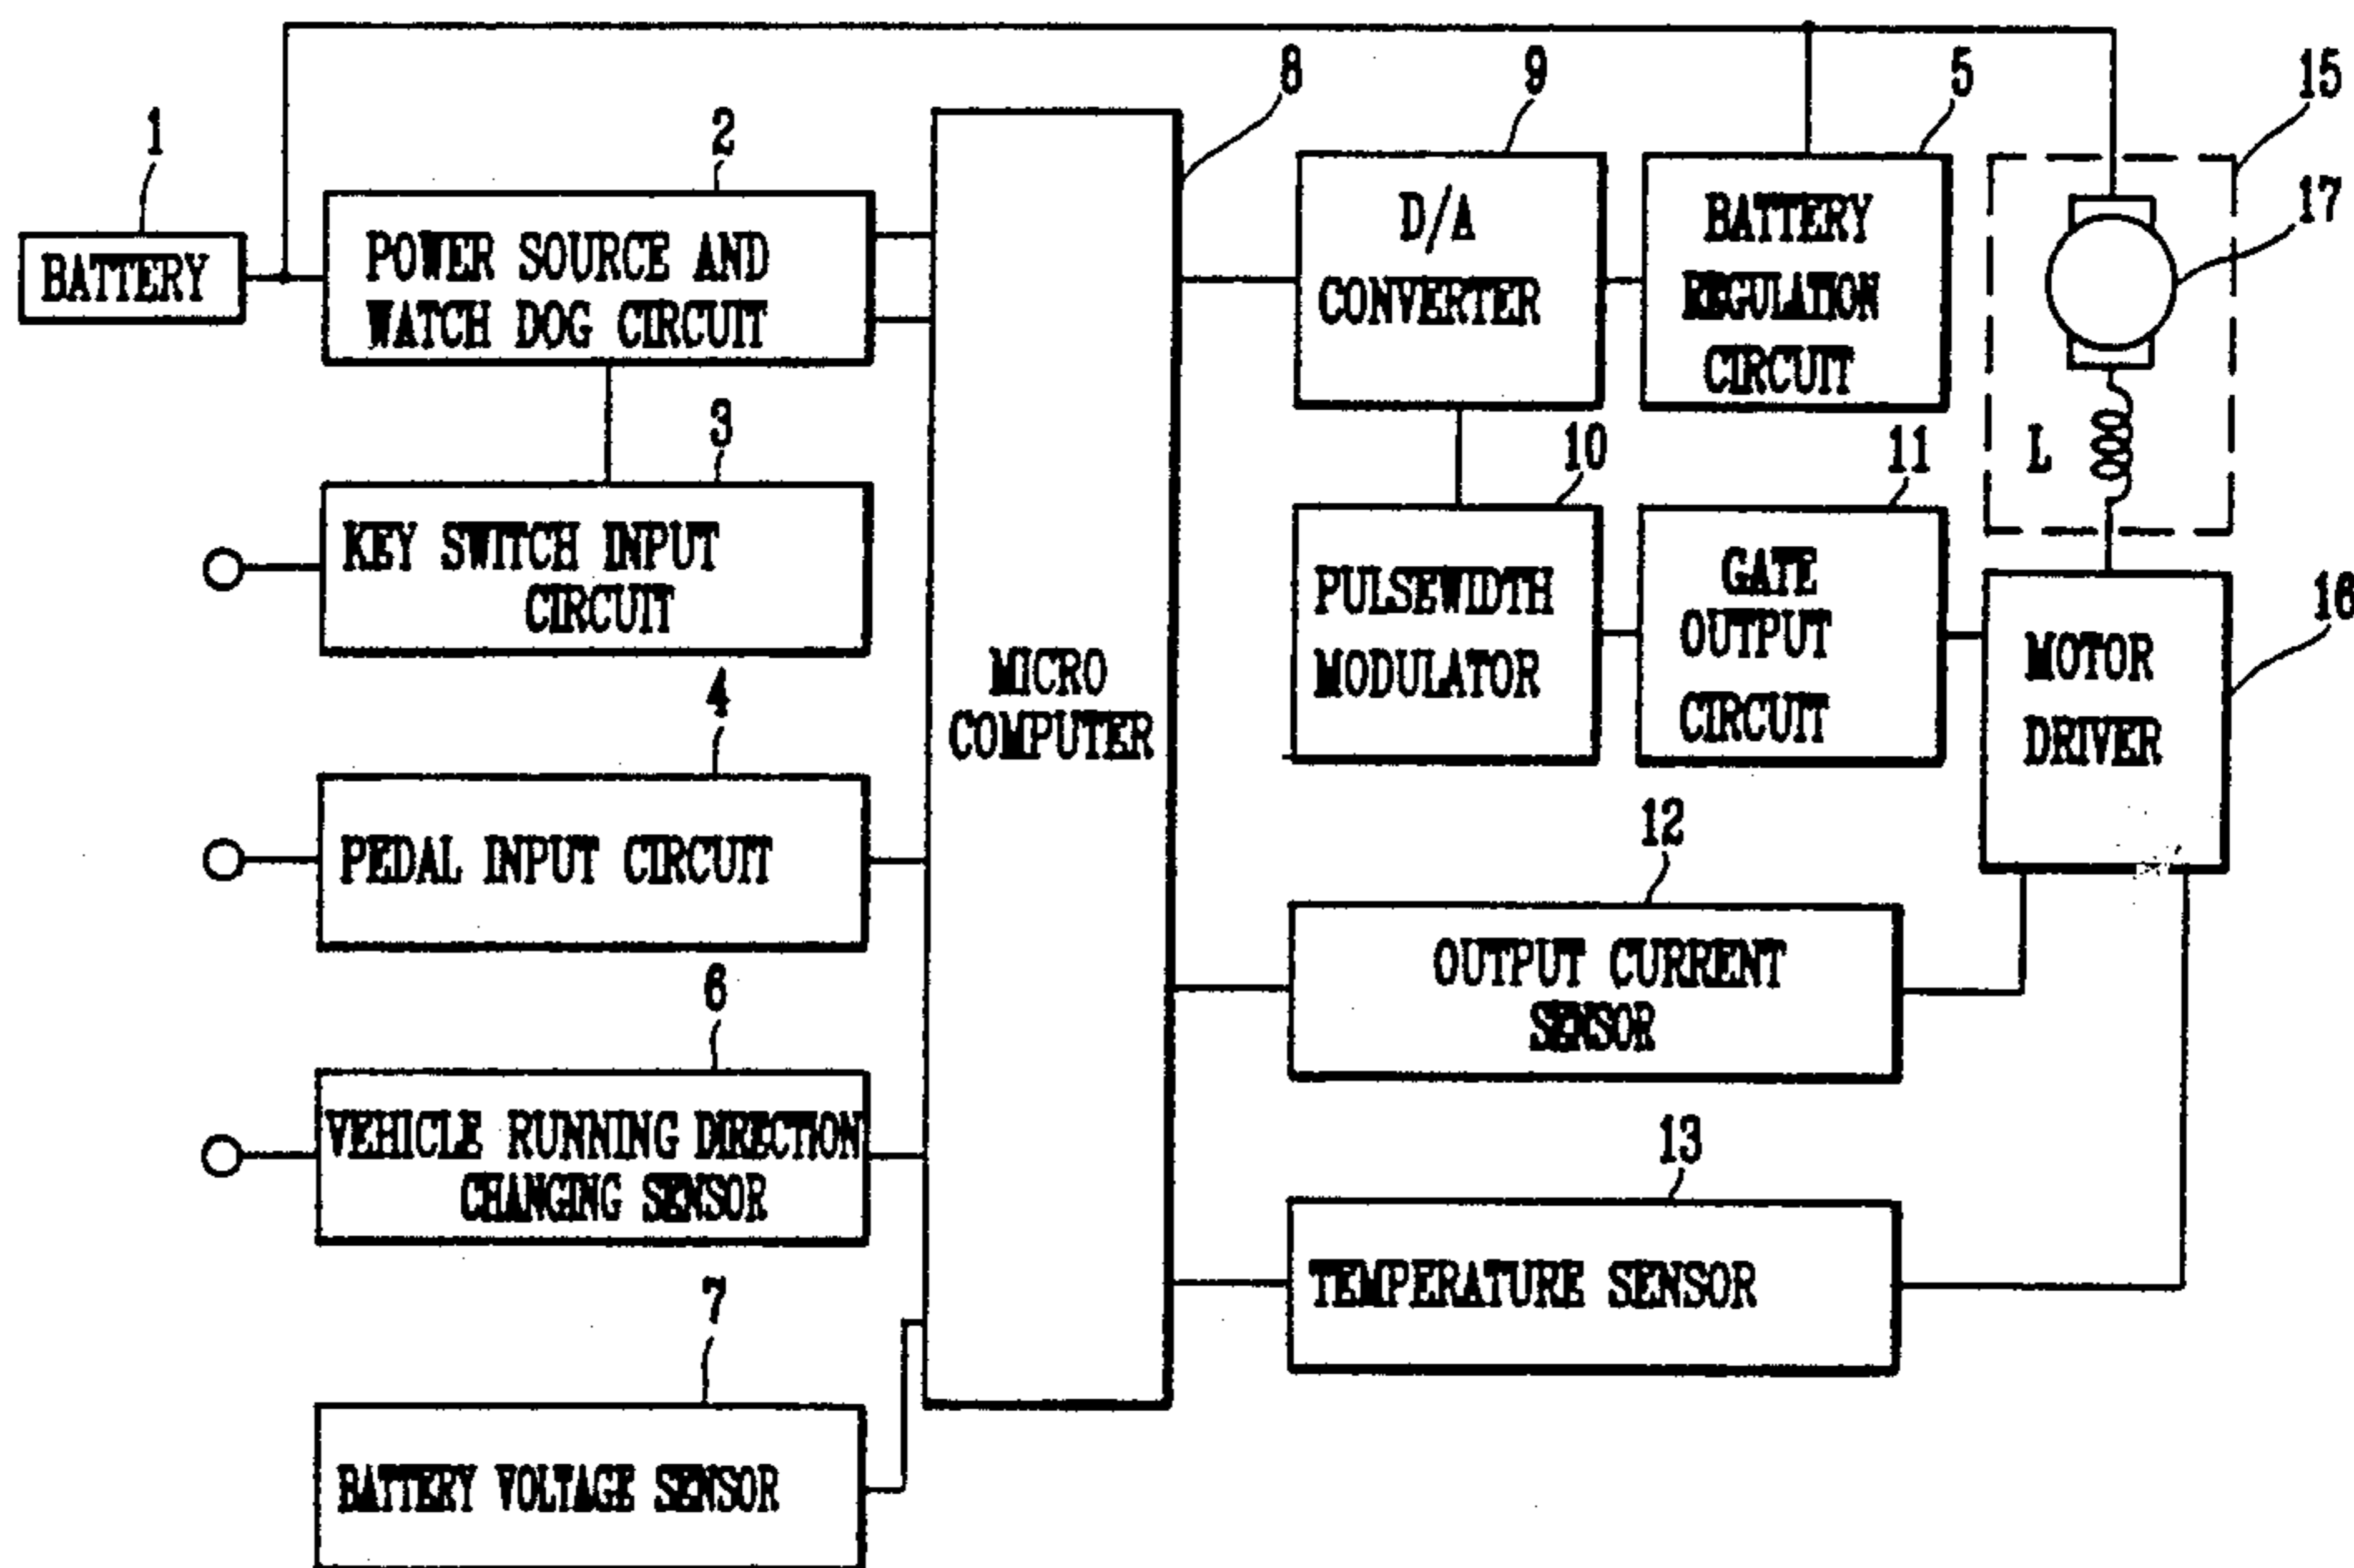 8
9
5
15
1
2
17
BATTERY
POWER SOURCE AND
WATCH DOG CIRCUIT
D/A
CONVERTER
BATTERY
REGULATION
CIRCUIT
3
10
11
L
KEY SWITCH INPUT
CIRCUIT
MICRO
COMPUTER
PULSEWIDTH
MODULATOR
GATE
OUTPUT
CIRCUIT
MOTOR
DRIVER
16
4
PEDAL INPUT CIRCUIT
12
OUTPUT CURRENT
SENSOR
6
VEHICLE RUNNING DIRECTION
CHANGING SENSOR
13
TEMPERATURE SENSOR
7
BATTERY VOLTAGE SENSOR